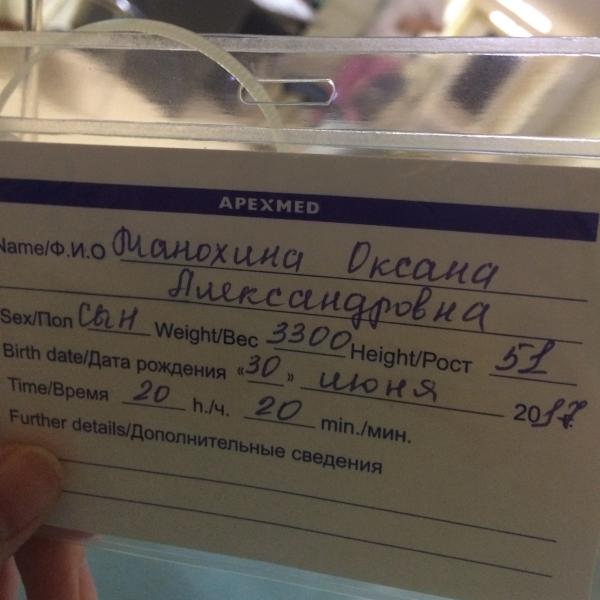 APEXMED
Name/Ф.И.О Манохина Оксана
Александровна
Sex/Пол сын Weight/Вес 3300 Height/Рост 51
Birth date/Дата рождения «30» июня 2017
Time/Время 20 h./ч. 20 min./мин.
Further details/Дополнительные сведения